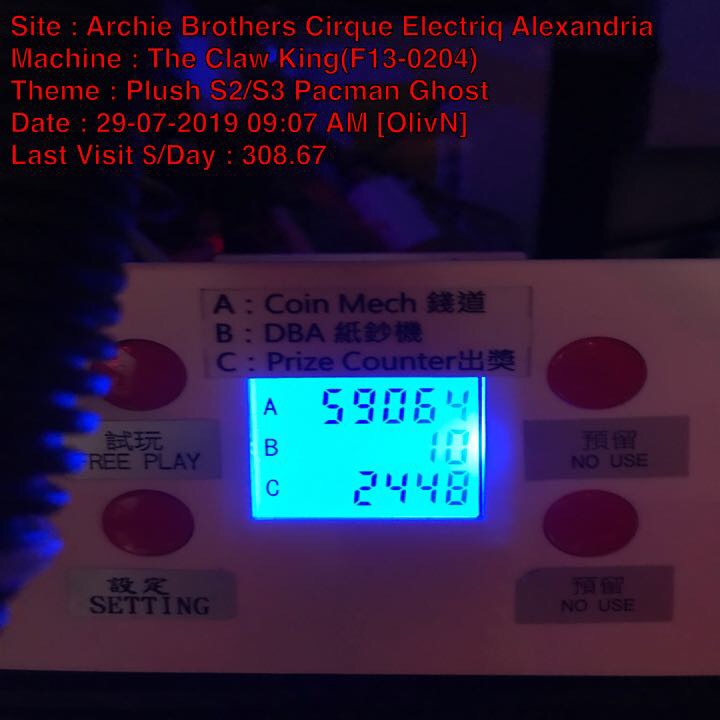 Site : Archie Brothers Cirque Electriq Alexandria
Machine : The Claw King(F13-0204)
Theme : Plush S2/S3 Pacman Ghost
Date : 29-07-2019 09:07 AM [OlivN]
Last Visit $/Day : 308.67
A : Coin Mech 錢道
B : DBA 紙鈔機
C : Prize Counter出獎
A 59064
B 10
C 2448
試玩
FREE PLAY
預留
NO USE
設定
SETTING
預留
NO USE